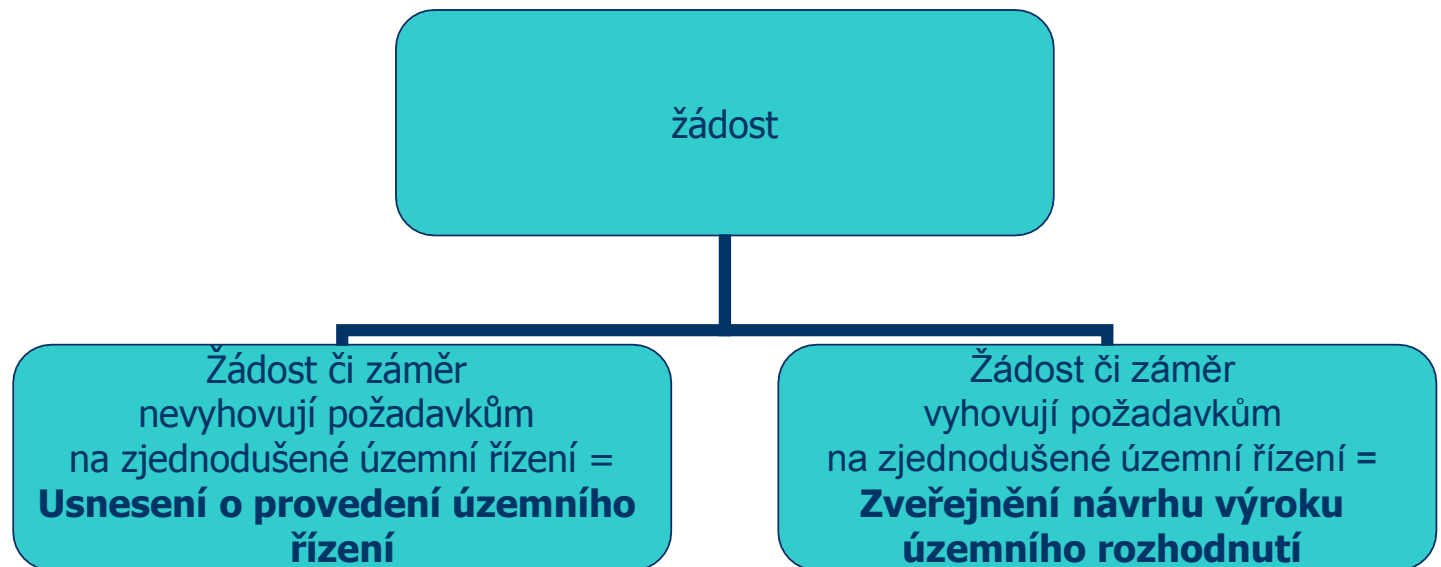 žádost
Žádost či záměr
nevyhovují požadavkům
na zjednodušené územní řízení =
Usnesení o provedení územního
řízení
Žádost či záměr
vyhovují požadavkům
na zjednodušené územní řízení =
Zveřejnění návrhu výroku
územního rozhodnutí